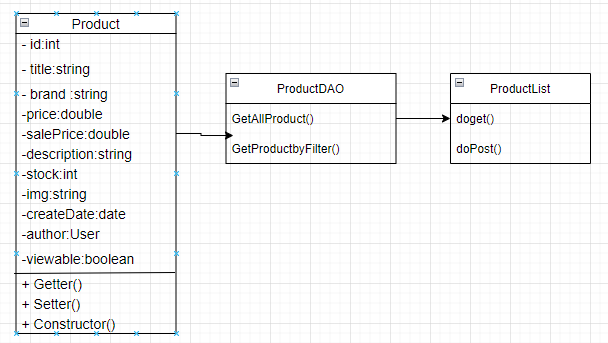 Product
- id:int
- title:string
- brand :string
-price:double
-salePrice:double
-description:string
-stock:int
-img:string
-createDate:date
-author:User
-viewable:boolean
+ Getter()
+ Setter()
+ Constructor()
ProductDAO
GetAllProduct()
GetProductbyFilter()
ProductList
doget()
doPost()